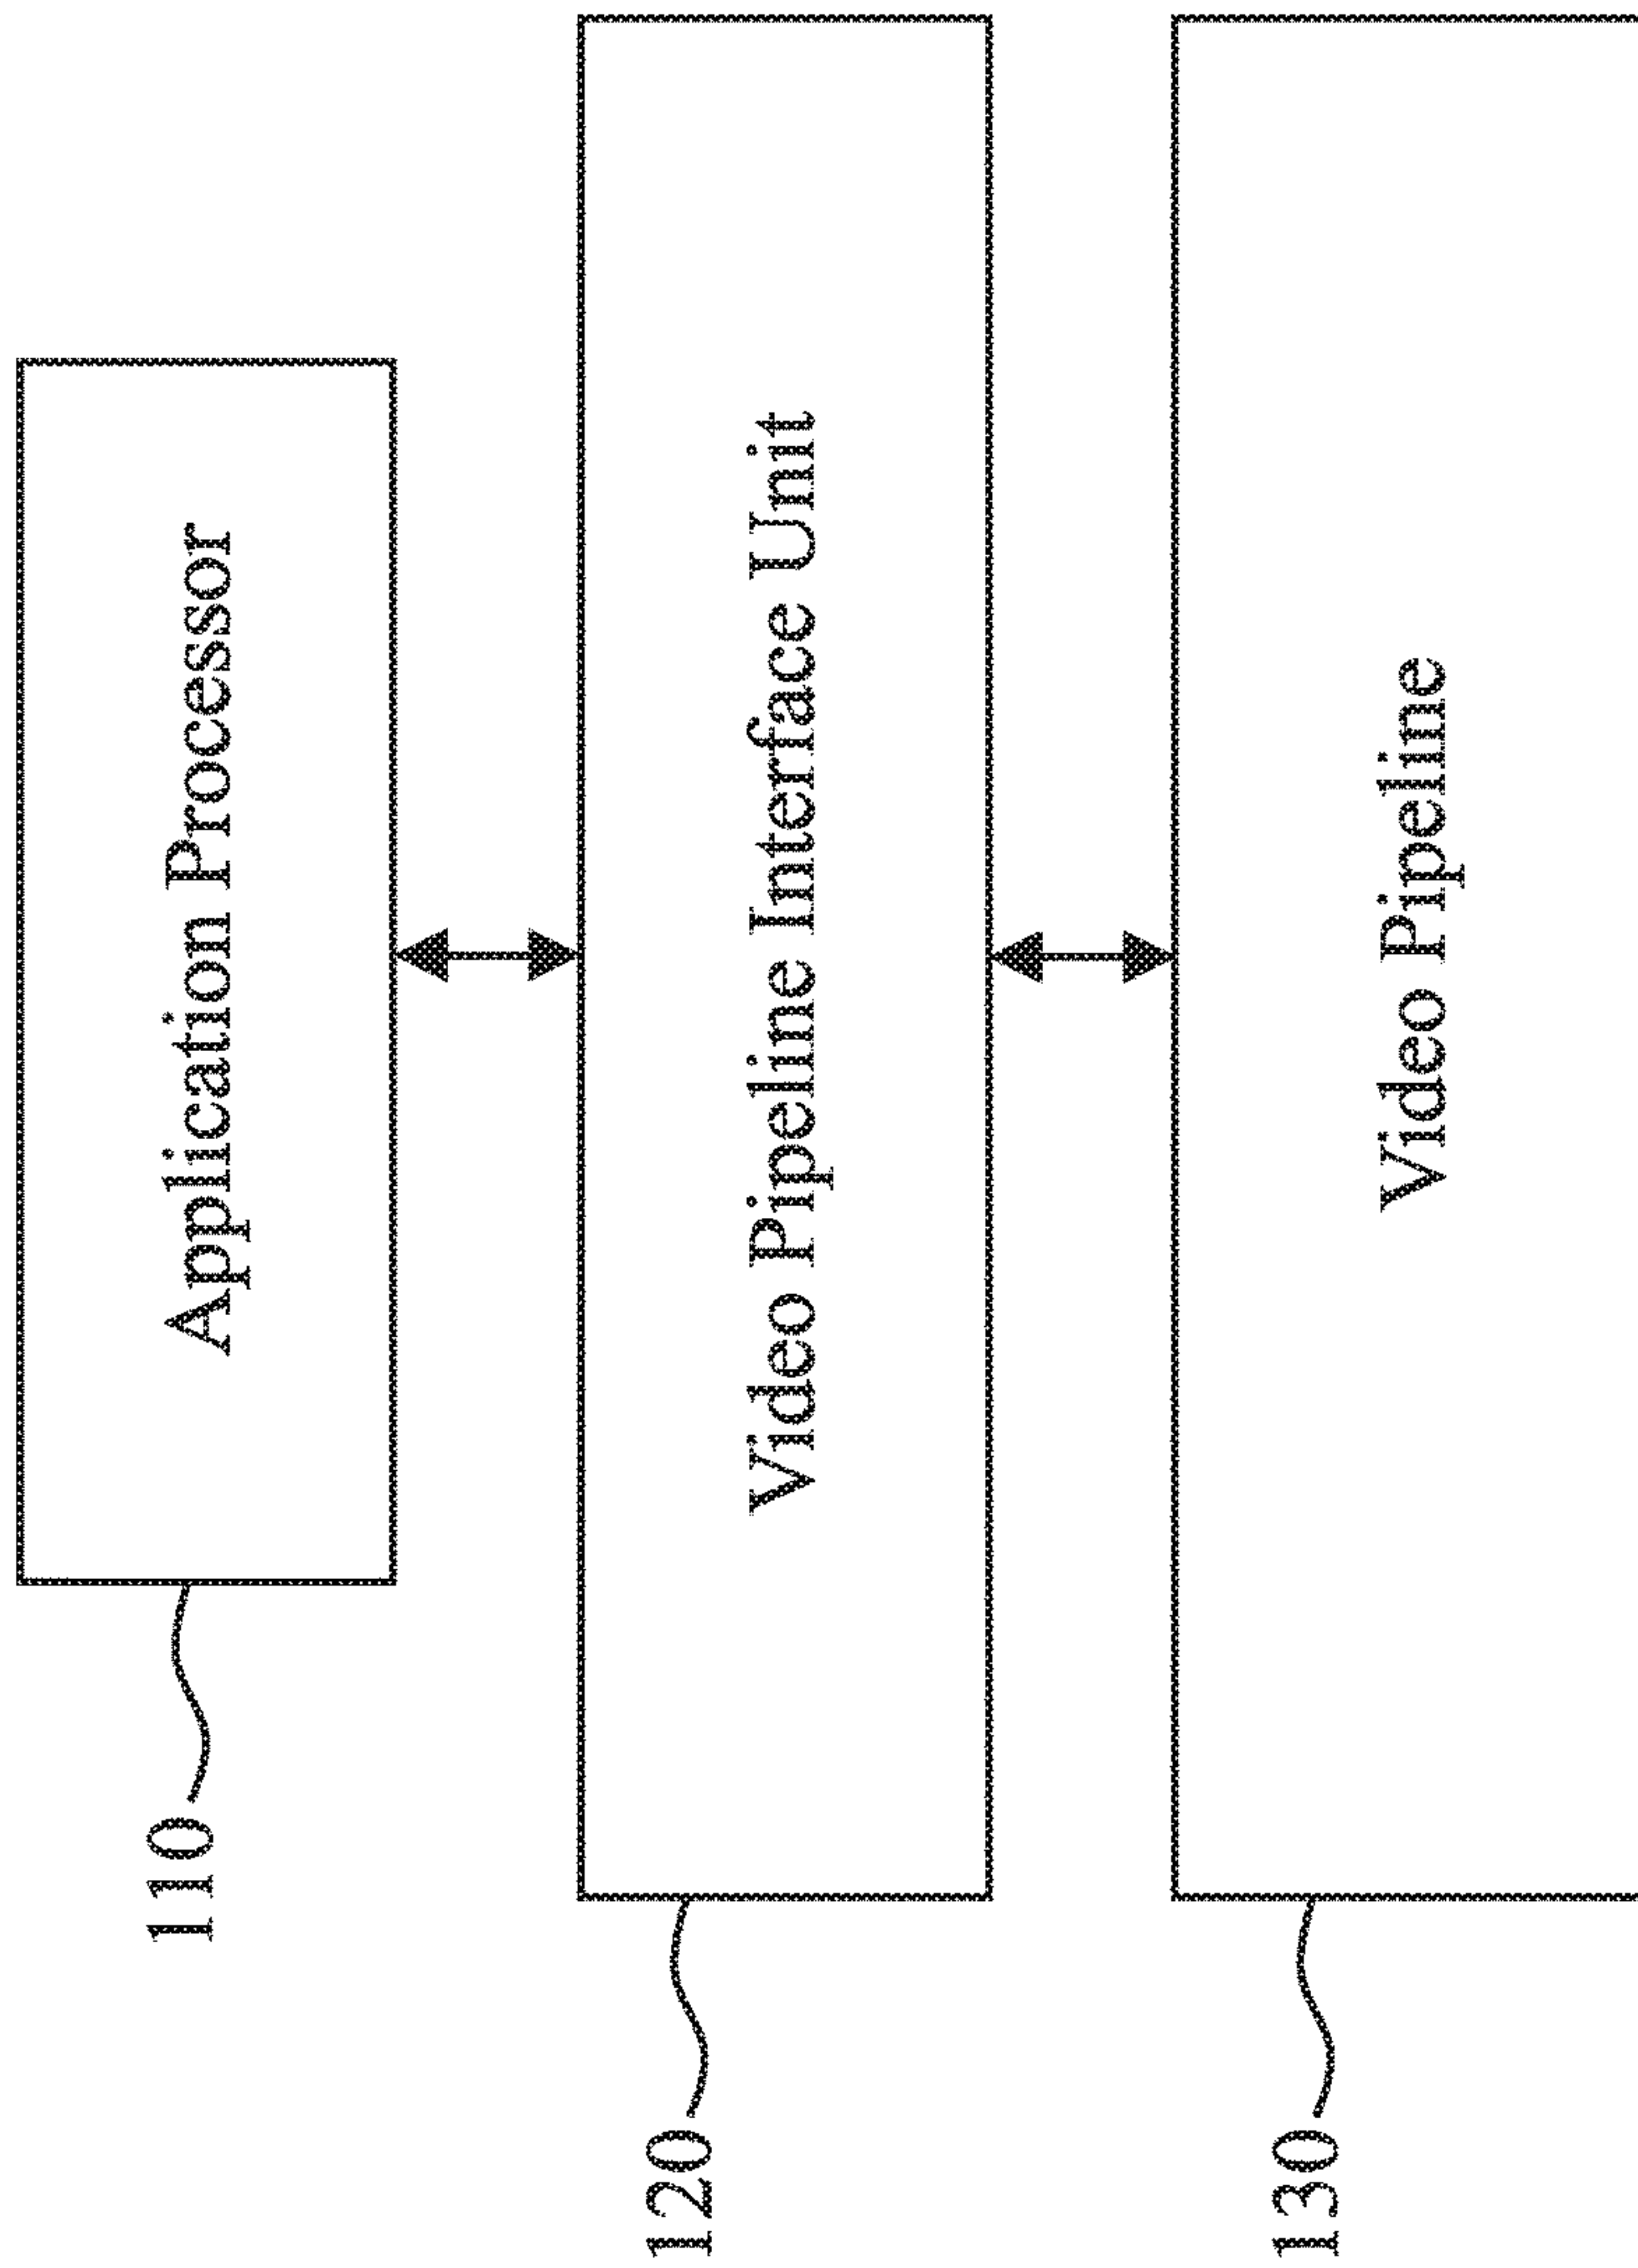 110
Application Processor
120
Video Pipeline Interface Unit
130
Video Pipeline